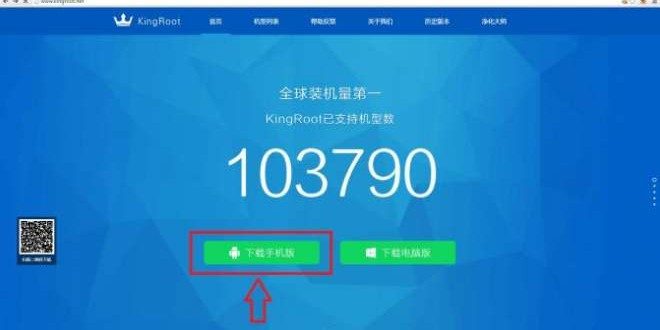 www.kingroot.net
KingRoot 首页 机型列表 帮助反馈 关于我们 历史版本 净化大师
全球装机量第一
KingRoot已支持机型数
103790
下载手机版 下载电脑版